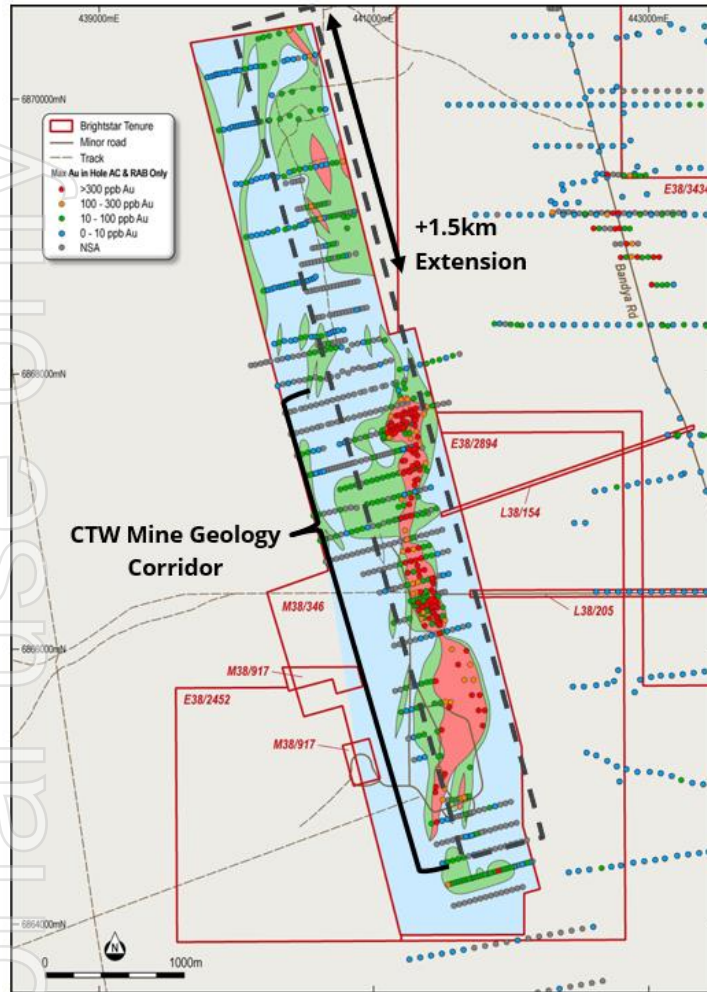 439000mE
441000mE
443000mE
6870000mN
Brightstar Tenure
Minor road
Track
Max Au in Hole AC & RAB Only
>300 ppb Au
100 - 300 ppb Au
10 - 100 ppb Au
0 - 10 ppb Au
NSA
E38/3434
+1.5km
Extension
Bandya Rd
6868000mN
E38/2894
L38/154
CTW Mine Geology
Corridor
M38/346
L38/205
6866000mN
M38/917
E38/2452
M38/917
6864000mN
N
0
1000m